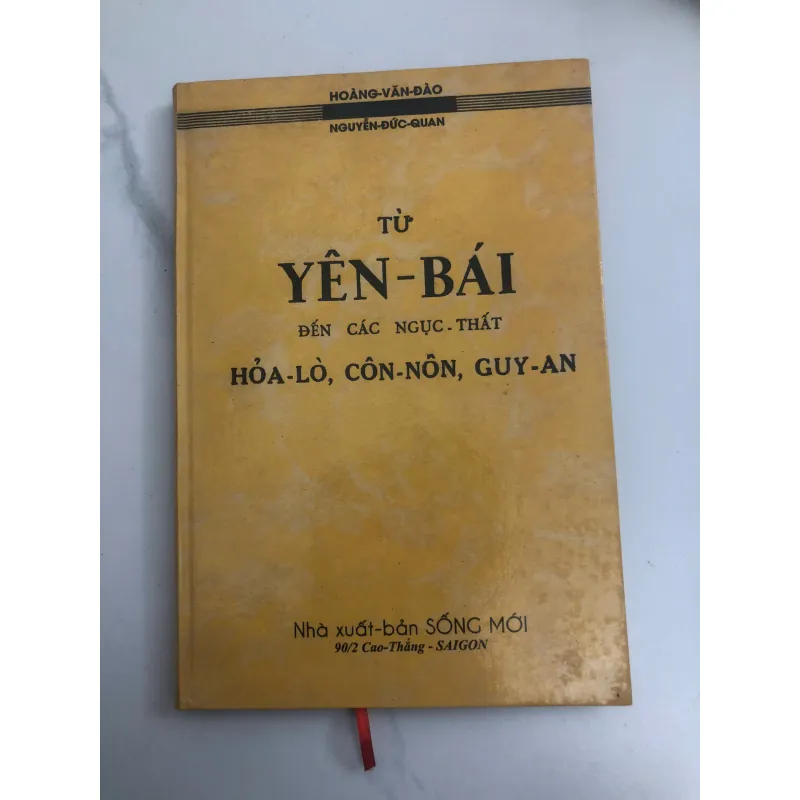 HOÀNG-VĂN-ĐÀO
NGUYỄN-ĐỨC-QUAN
TỪ
YÊN-BÁI
ĐẾN CÁC NGỤC-THẤT
HỎA-LÒ, CÔN-NÔN, GUY-AN
Nhà xuất-bản SỐNG MỚI
90/2 Cao-Thắng - SAIGON